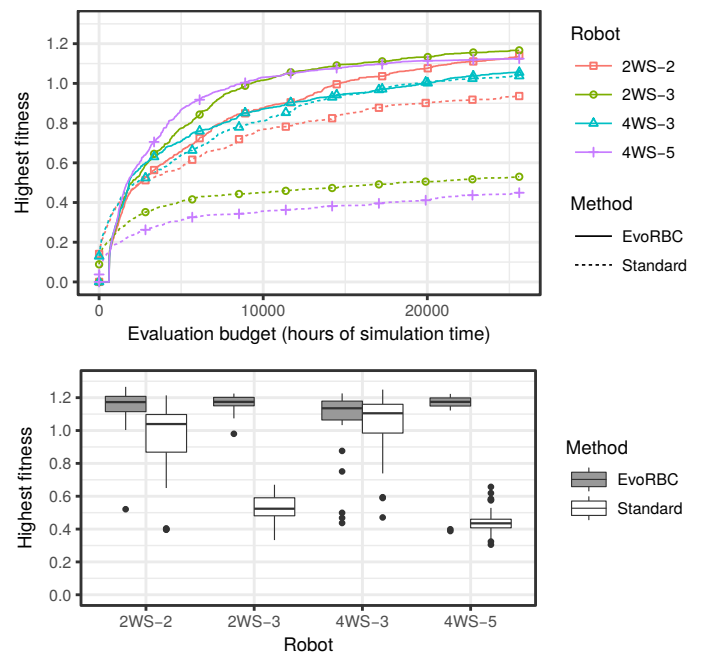 1.2
1.0
0.8
0.6
0.4
0.2
0.0
Highest fitness
0
10000
20000
Evaluation budget (hours of simulation time)
Robot
2WS−2
2WS−3
4WS−3
4WS−5
Method
EvoRBC
Standard
1.2
1.0
0.8
0.6
0.4
0.2
0.0
Highest fitness
2WS−2
2WS−3
4WS−3
4WS−5
Robot
Method
EvoRBC
Standard